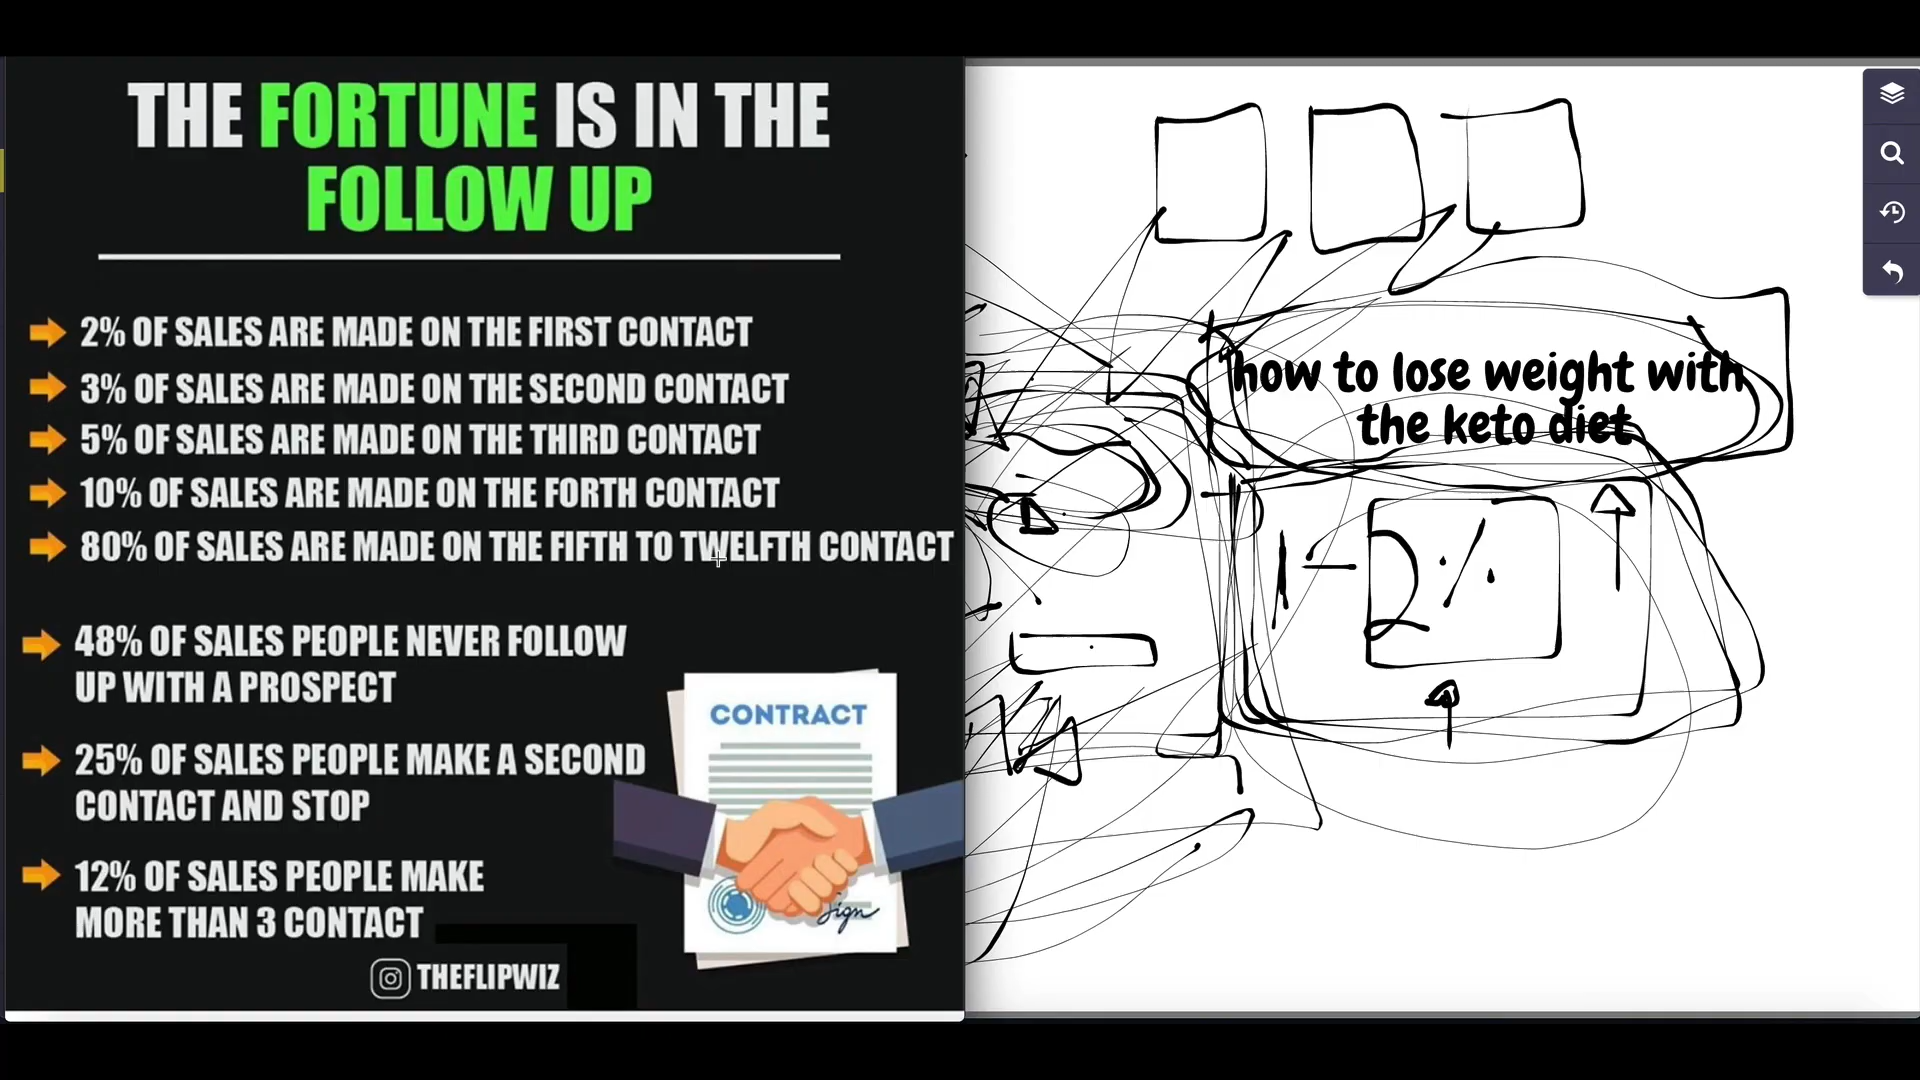 THE FORTUNE IS IN THE
FOLLOW UP
2% OF SALES ARE MADE ON THE FIRST CONTACT
3% OF SALES ARE MADE ON THE SECOND CONTACT
5% OF SALES ARE MADE ON THE THIRD CONTACT
10% OF SALES ARE MADE ON THE FORTH CONTACT
80% OF SALES ARE MADE ON THE FIFTH TO TWELFTH CONTACT
48% OF SALES PEOPLE NEVER FOLLOW
UP WITH A PROSPECT
25% OF SALES PEOPLE MAKE A SECOND
CONTACT AND STOP
12% OF SALES PEOPLE MAKE
MORE THAN 3 CONTACT
THEFLIPWIZ
CONTRACT
Sign
how to lose weight with
the keto diet
1-2%